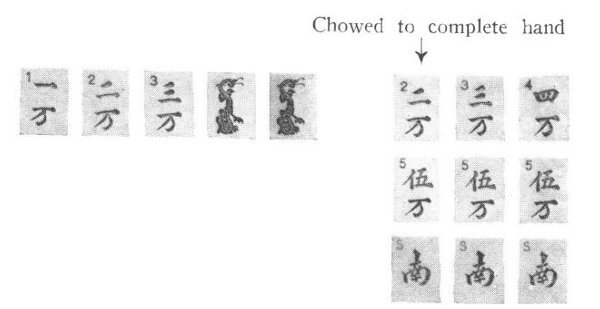 Chowed to complete hand
1 一万 2 二万 3 三万
2 二万 3 三万 4 四万
5 伍万 5 伍万 5 伍万
S 南 S 南 S 南